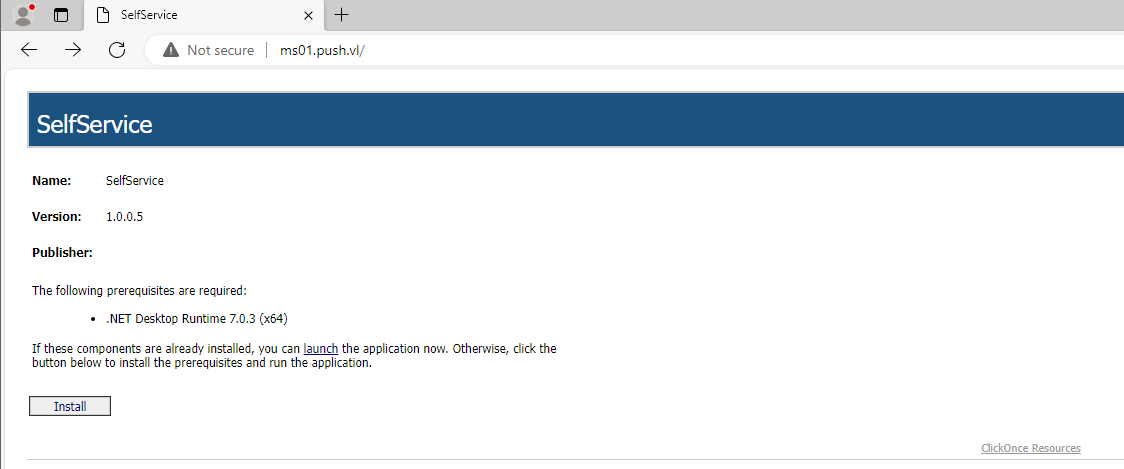 SelfService
Not secure ms01.push.vl/
SelfService
Name: SelfService
Version: 1.0.0.5
Publisher:
The following prerequisites are required:
.NET Desktop Runtime 7.0.3 (x64)
If these components are already installed, you can launch the application now. Otherwise, click the
button below to install the prerequisites and run the application.
Install
ClickOnce Resources